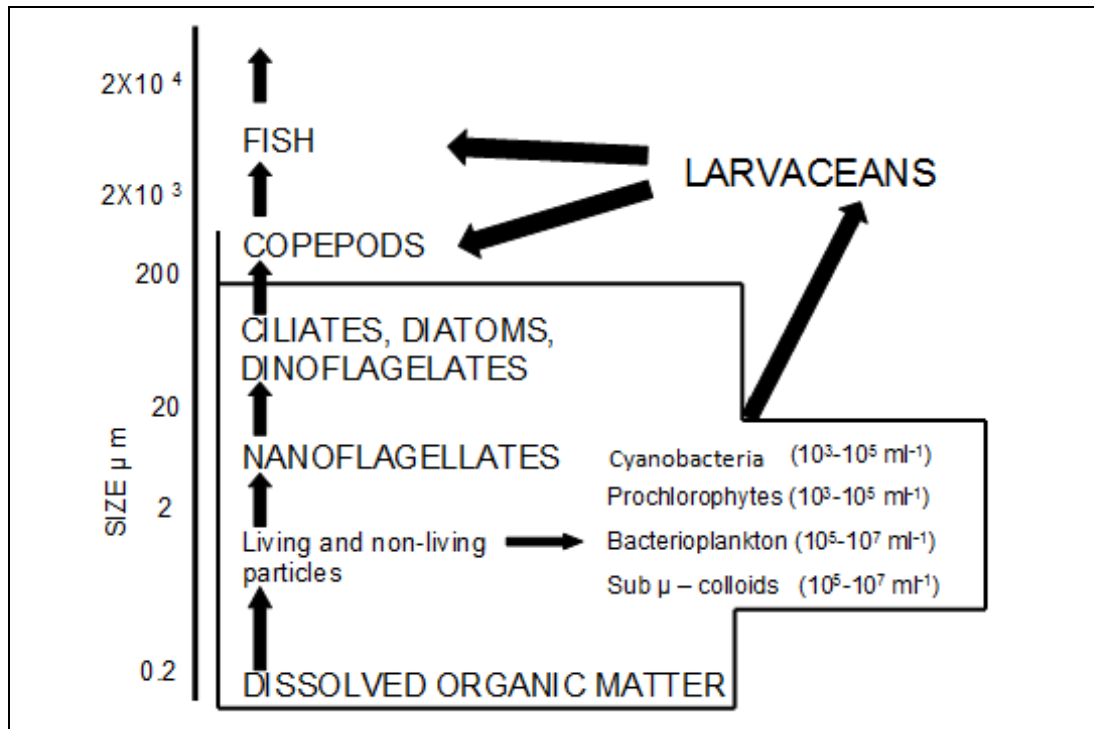 2X10 4
FISH
LARVACEANS
2X10 3
COPEPODS
200
CILIATES, DIATOMS,
DINOFLAGELATES
20
NANOFLAGELLATES
Cyanobacteria (10³-10⁵ ml-¹)
Prochlorophytes (10³-10⁵ ml-¹)
SIZE µ m
2
Living and non-living
particles
Bacterioplankton (10⁵-10⁷ ml-¹)
Sub µ – colloids (10⁵-10⁷ ml-¹)
0.2
DISSOLVED ORGANIC MATTER